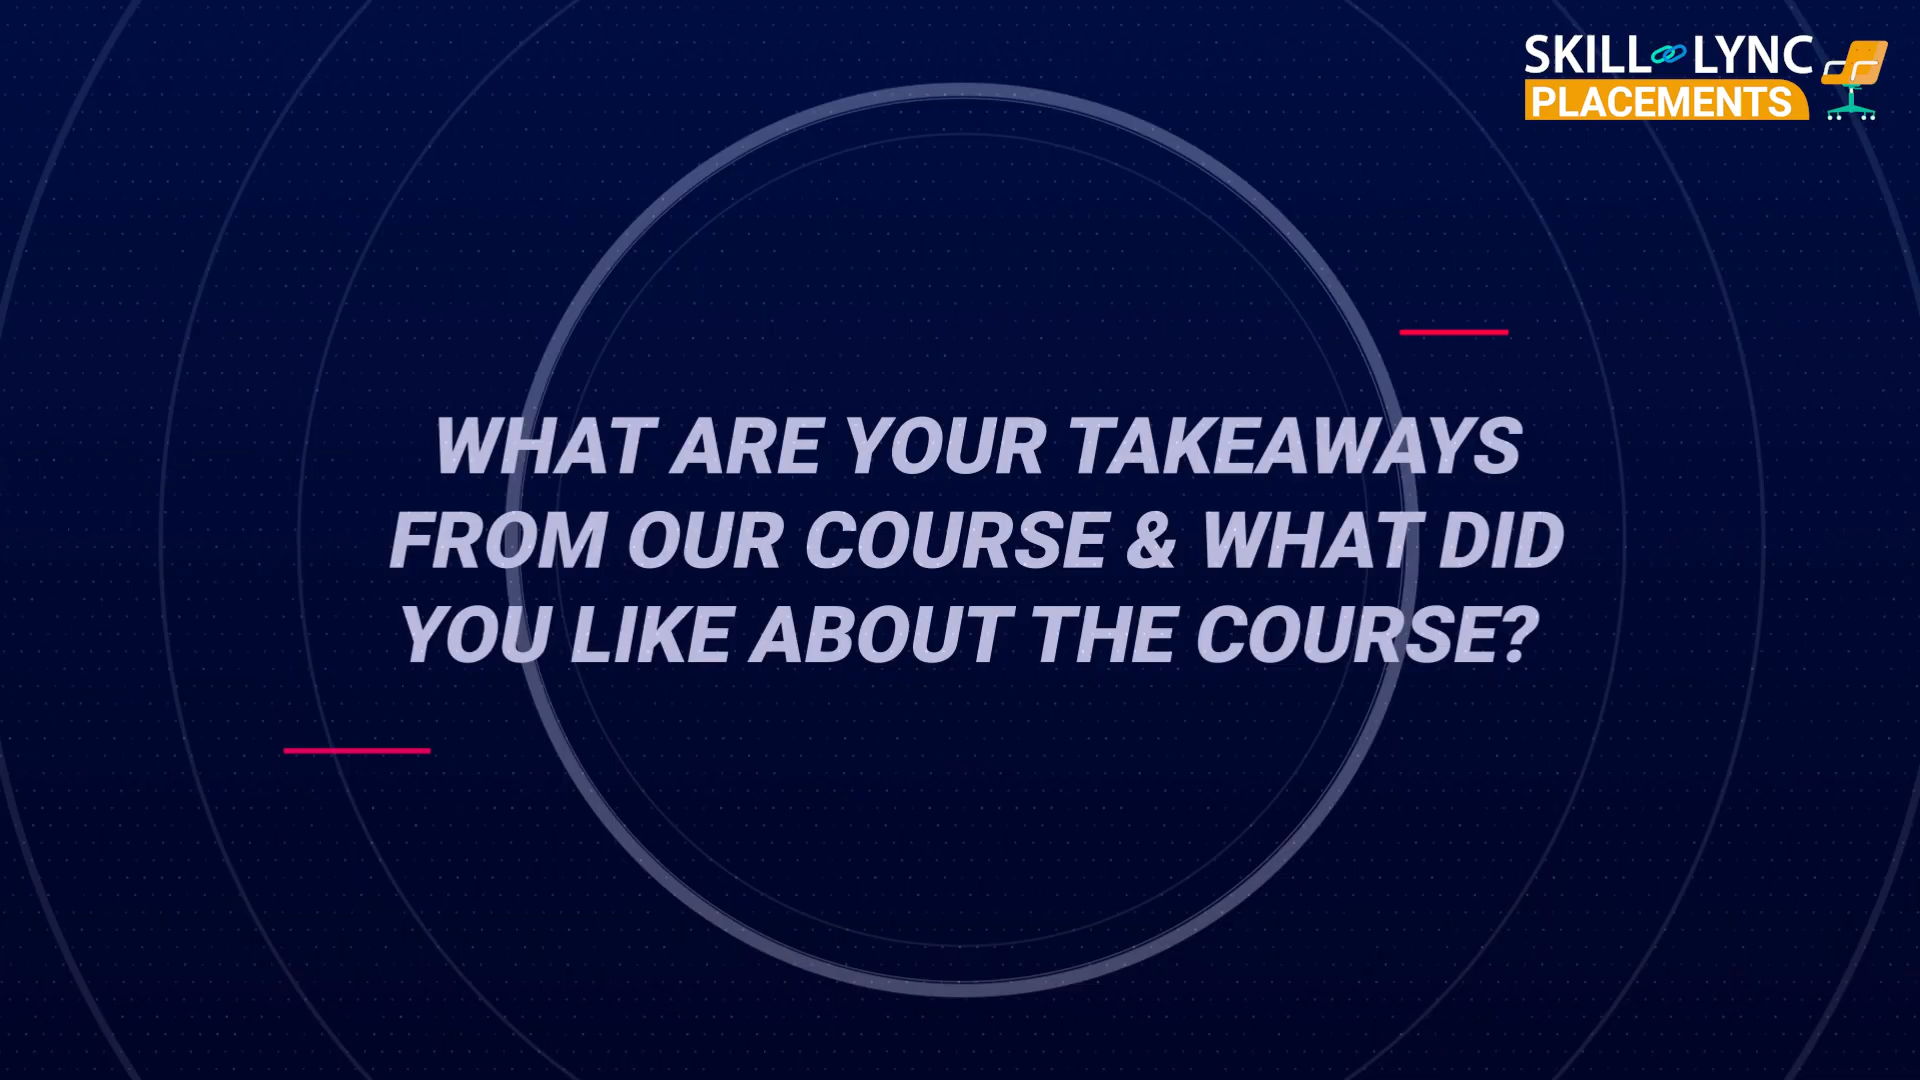 SKILL LYNC
PLACEMENTS
WHAT ARE YOUR TAKEAWAYS
FROM OUR COURSE & WHAT DID
YOU LIKE ABOUT THE COURSE?